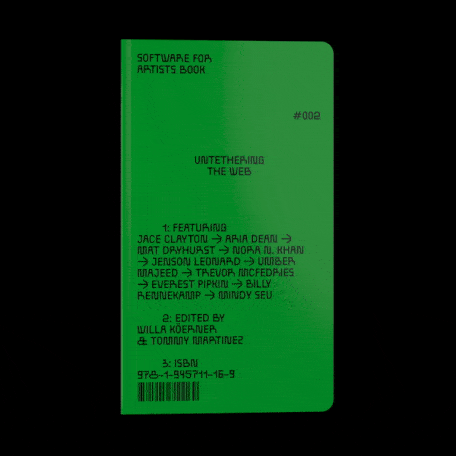 SOFTWARE FOR
ARTISTS BOOK
#002
UNTETHERING
THE WEB
1: FEATURING
JACE CLAYTON → ARIA DEAN →
MAT DRYHURST → NORA N. KHAN
→ JENSON LEONARD → UMBER
MAJEED → TREVOR MCFEDRIES
→ EVEREST PIPKIN → BILLY
RENNEKAMP → MINDY SEU
2: EDITED BY
WILLA KÖERNER
& TOMMY MARTINEZ
3: ISBN
978-1-945711-16-9